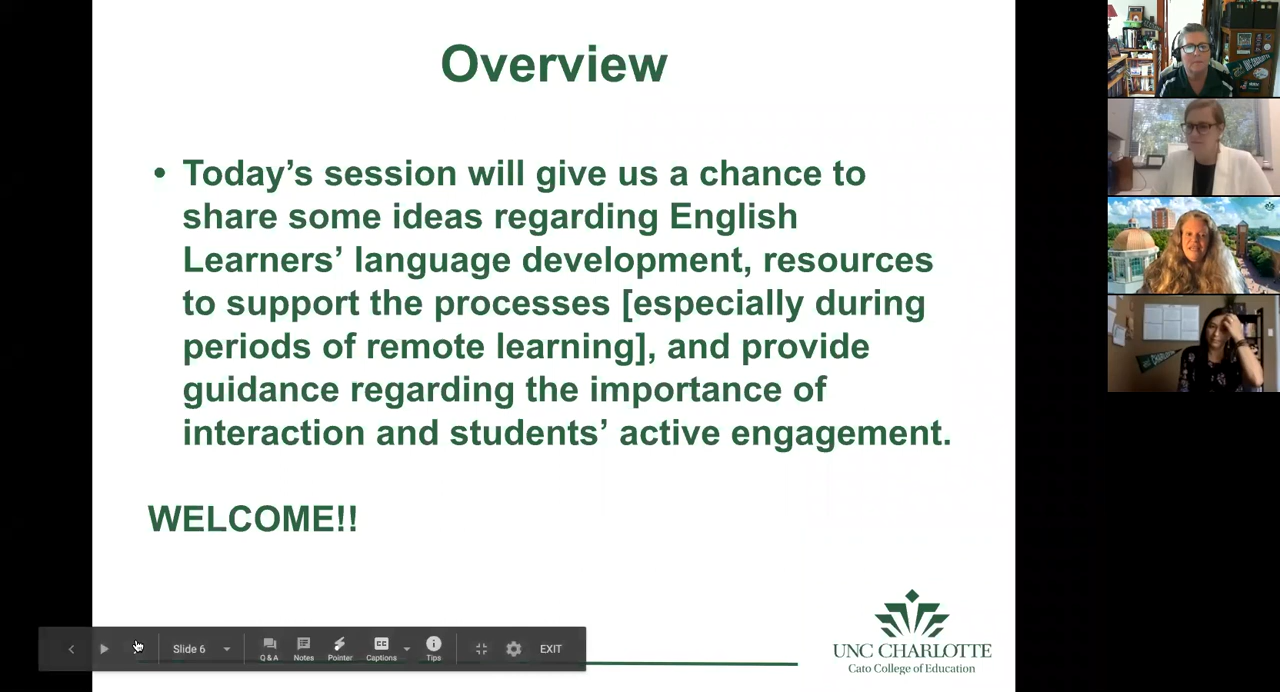 Overview
• Today’s session will give us a chance to
share some ideas regarding English
Learners’ language development, resources
to support the processes [especially during
periods of remote learning], and provide
guidance regarding the importance of
interaction and students’ active engagement.
WELCOME!!
UNC CHARLOTTE
Cato College of Education
Slide 6
Q & A
Notes
Pointer
Captions
Tips
EXIT